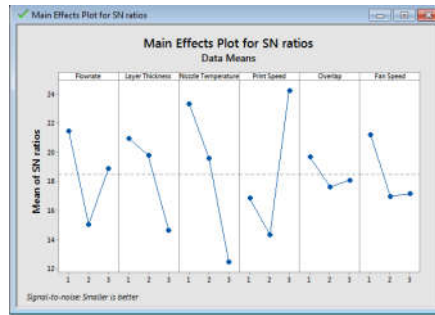 Main Effects Plot for SN ratios
Main Effects Plot for SN ratios
Data Means
Flowrate Layer Thickness Nozzle Temperature Print Speed Overlap Fan Speed
Mean of SN ratios
24
22
20
18
16
14
12
1 2 3 1 2 3 1 2 3 1 2 3 1 2 3 1 2 3
Signal-to-noise: Smaller is better